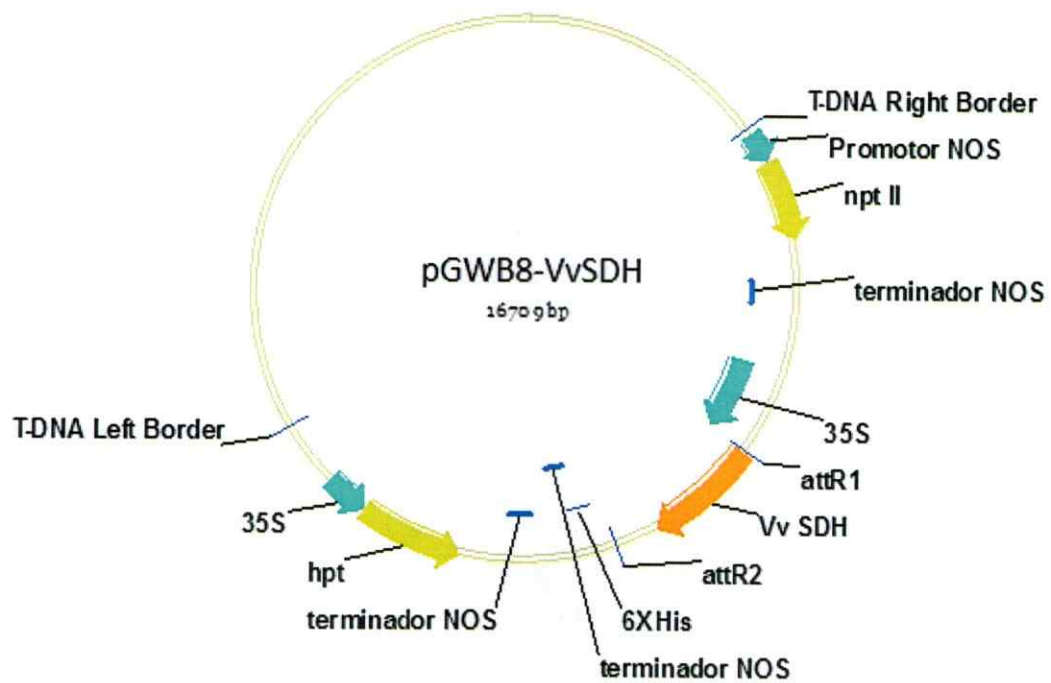 T-DNA Right Border
Promotor NOS
npt II
pGWB8-VvSDH
16709bp
terminador NOS
T-DNA Left Border
35S
attR1
35S
Vv SDH
hpt
attR2
terminador NOS
6XHis
terminador NOS